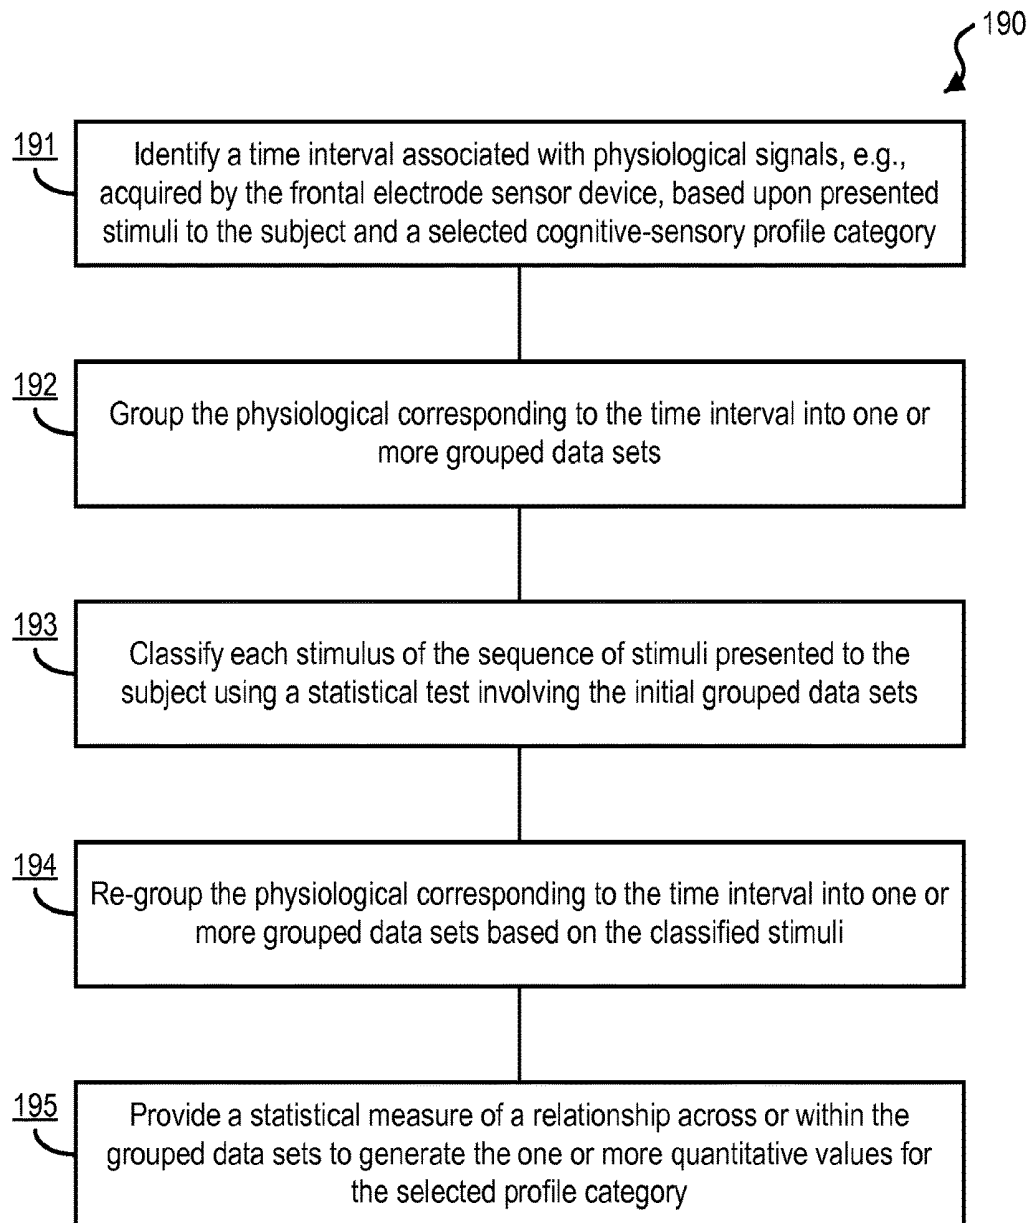 190
191
Identify a time interval associated with physiological signals, e.g.,
acquired by the frontal electrode sensor device, based upon presented
stimuli to the subject and a selected cognitive-sensory profile category
192
Group the physiological corresponding to the time interval into one or
more grouped data sets
193
Classify each stimulus of the sequence of stimuli presented to the
subject using a statistical test involving the initial grouped data sets
194
Re-group the physiological corresponding to the time interval into one or
more grouped data sets based on the classified stimuli
195
Provide a statistical measure of a relationship across or within the
grouped data sets to generate the one or more quantitative values for
the selected profile category